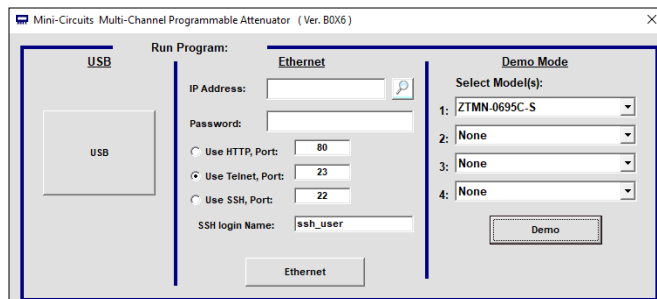 Mini-Circuits Multi-Channel Programmable Attenuator ( Ver. B0X6 )
Run Program:
USB
USB
Ethernet
IP Address:
Password:
Use HTTP, Port: 80
Use Telnet, Port: 23
Use SSH, Port: 22
SSH login Name: ssh_user
Ethernet
Demo Mode
Select Model(s):
1: ZTMN-0695C-S
2: None
3: None
4: None
Demo